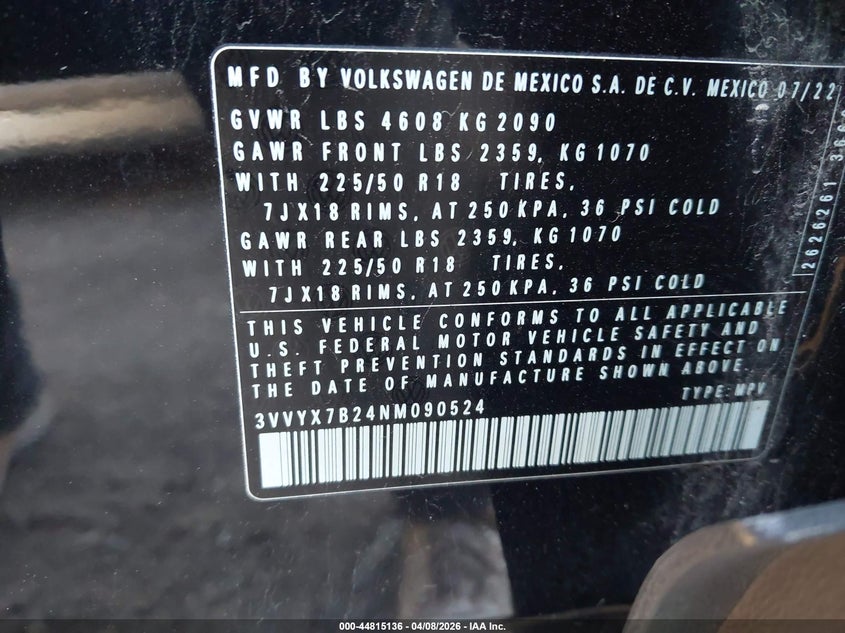 MFD BY VOLKSWAGEN DE MEXICO S.A. DE C.V. MEXICO 07/22
GVWR LBS 4608 KG 2090
GAWR FRONT LBS 2359, KG 1070
WITH 225/50 R18 TIRES,
7JX18 RIMS, AT 250 KPA, 36 PSI COLD
GAWR REAR LBS 2359, KG 1070
WITH 225/50 R18 TIRES,
7JX18 RIMS, AT 250 KPA, 36 PSI COLD
THIS VEHICLE CONFORMS TO ALL APPLICABLE
U.S. FEDERAL MOTOR VEHICLE SAFETY AND
THEFT PREVENTION STANDARDS IN EFFECT ON
THE DATE OF MANUFACTURE SHOWN ABOVE.
TYPE: MPV
3VVYX7B24NM090524
2626261
000-44815136 - 04/08/2026 - IAA Inc.